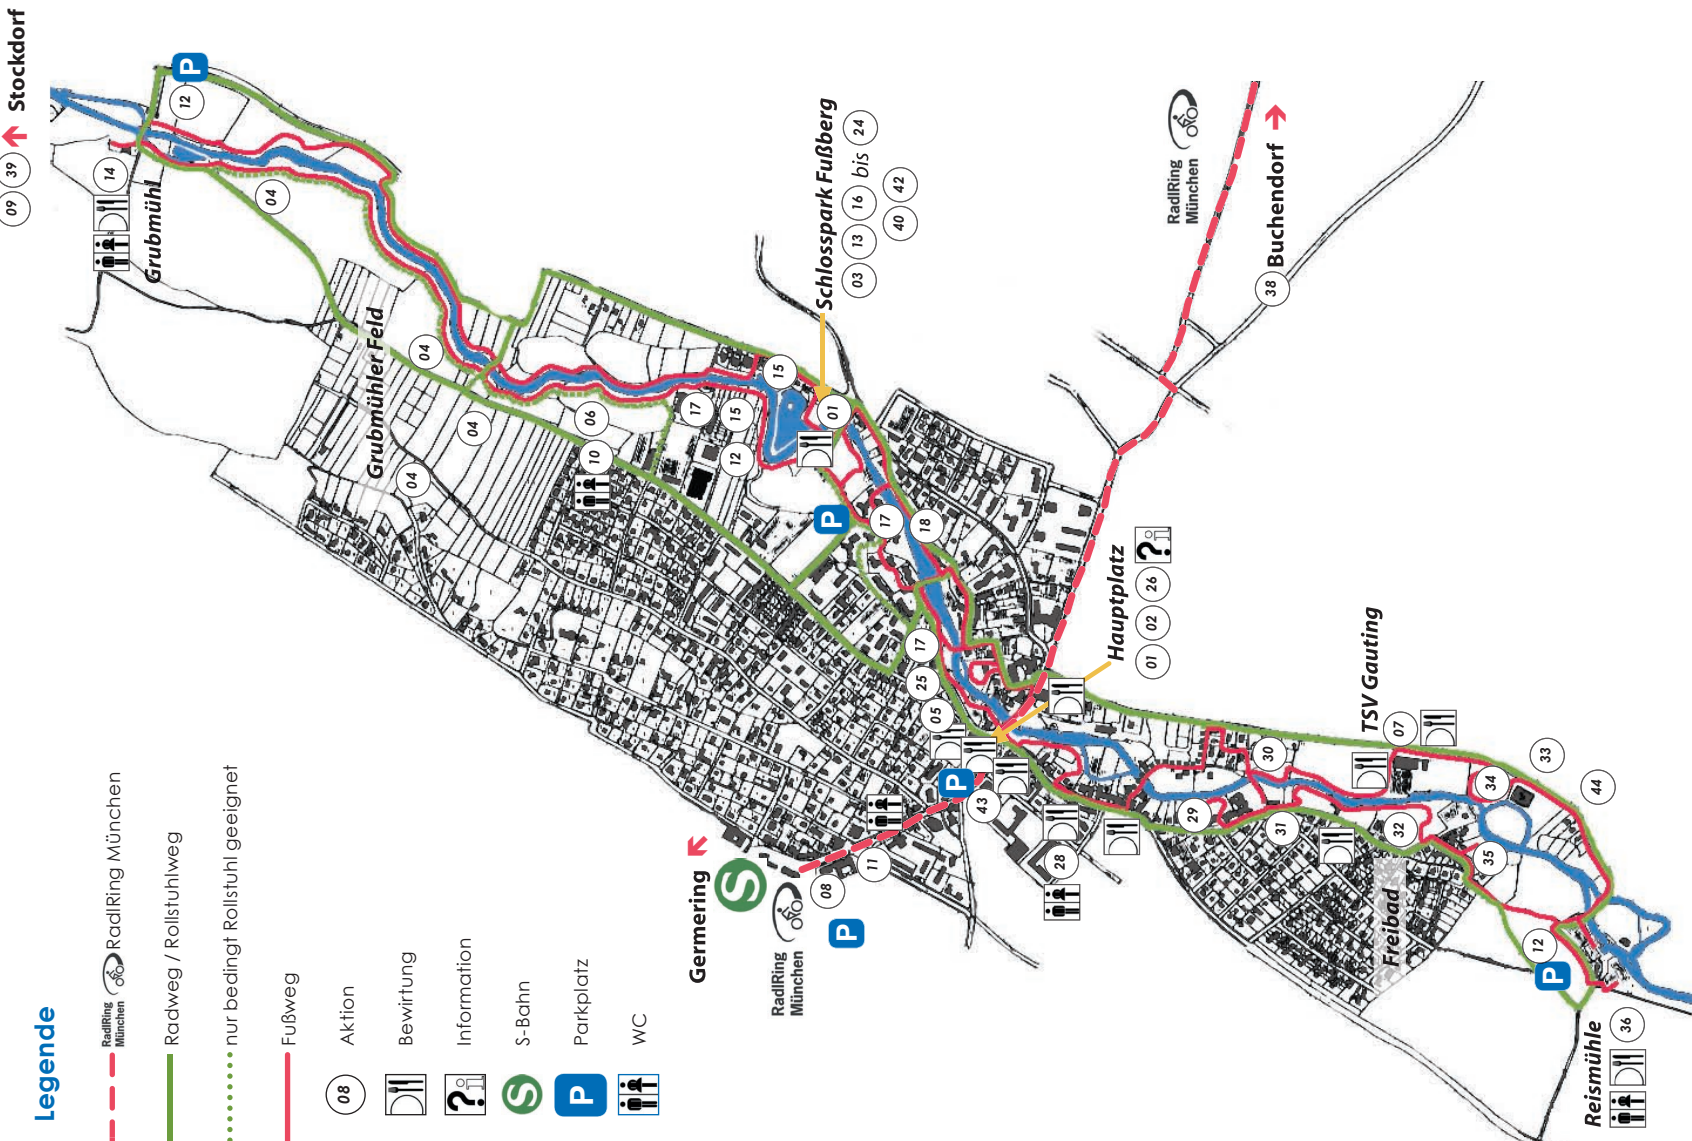 Legende
RadlRing
München
RadlRing München
Radweg / Rollstuhlweg
nur bedingt Rollstuhl geeignet
Fußweg
08
Aktion
Bewirtung
?i
Information
S
S-Bahn
P
Parkplatz
WC
09 39
Stockdorf
P
12
14
Grubmühl
04
Grubmühler Feld
04
04
04
06
10
17
15
12
15
01
Schlosspark Fußberg
03 13 16 bis 24
40 42
P
17
18
17
25
05
RadlRing
München
38 Buchendorf
Hauptplatz
01 02 26 ?i
Germering
S
RadlRing
München
08
11
P
P
43
28
29
30
31
32
TSV Gauting
07
33
34
44
35
Freibad
12
P
Reismühle
36